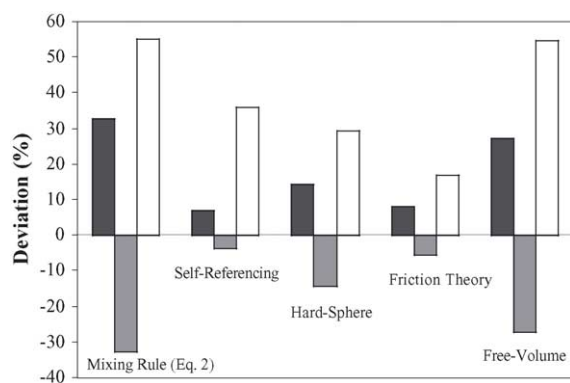 60
50
40
30
20
10
0
-10
-20
-30
-40
Deviation (%)
Self-Referencing
Friction Theory
Hard-Sphere
Mixing Rule (Eq. 2)
Free-Volume